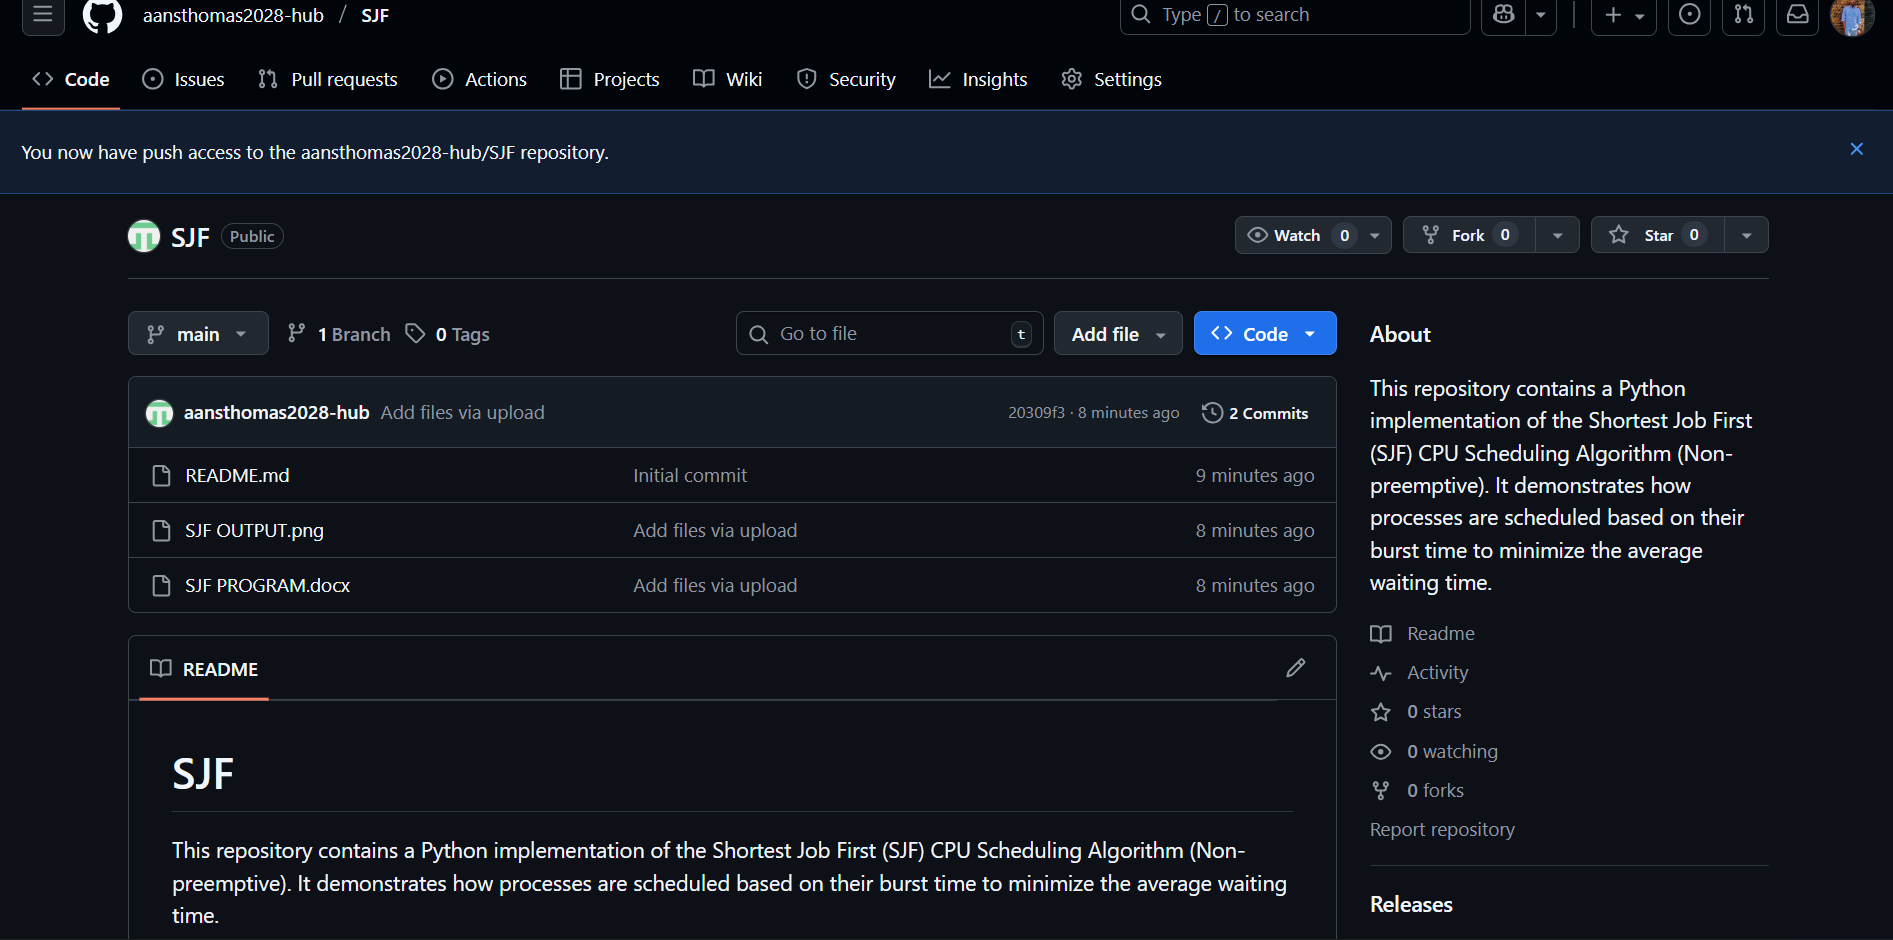 aansthomas2028-hub / SJF
Type / to search
Code
Issues
Pull requests
Actions
Projects
Wiki
Security
Insights
Settings
You now have push access to the aansthomas2028-hub/SJF repository.
SJF
Public
Watch 0
Fork 0
Star 0
main
1 Branch
0 Tags
Go to file
t
Add file
Code
aansthomas2028-hub Add files via upload
20309f3 · 8 minutes ago
2 Commits
README.md
Initial commit
9 minutes ago
SJF OUTPUT.png
Add files via upload
8 minutes ago
SJF PROGRAM.docx
Add files via upload
8 minutes ago
README
SJF
This repository contains a Python implementation of the Shortest Job First (SJF) CPU Scheduling Algorithm (Non-
preemptive). It demonstrates how processes are scheduled based on their burst time to minimize the average waiting
time.
About
This repository contains a Python
implementation of the Shortest Job First
(SJF) CPU Scheduling Algorithm (Non-
preemptive). It demonstrates how
processes are scheduled based on their
burst time to minimize the average
waiting time.
Readme
Activity
0 stars
0 watching
0 forks
Report repository
Releases